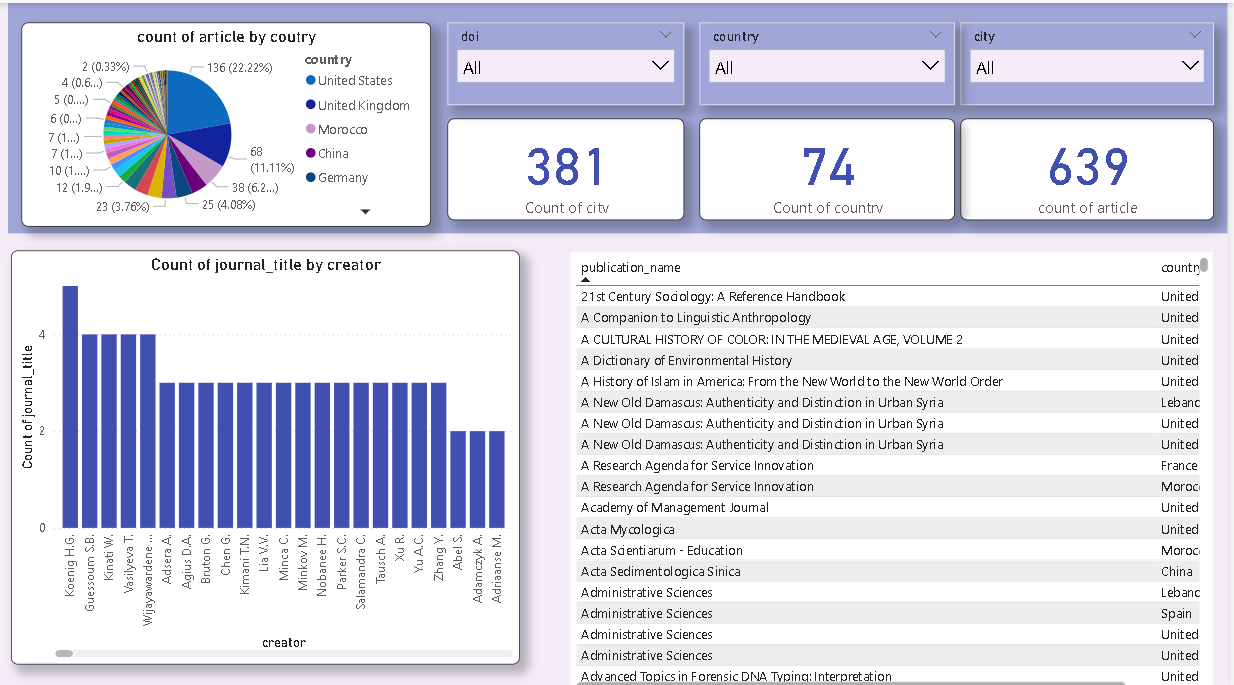 count of article by coutry
2 (0.33%)
4 (0.6...)
5 (0....)
6 (0...)
7 (1...)
7 (1...)
10 (1....)
12 (1.9...)
23 (3.76%)
136 (22.22%)
68
(11.11%)
38 (6.2...)
25 (4.08%)
country
United States
United Kingdom
Morocco
China
Germany
doi
All
country
All
city
All
381
Count of city
74
Count of country
639
count of article
Count of journal_title by creator
Count of journal_title
4
2
0
Koenig H.G.
Guessoum S.B.
Kinati W.
Vasilyeva T.
Wijayawardene ...
Adsera A.
Agius D.A.
Bruton G.
Chen G.
Kimani T.N.
Lia V.V.
Minca C.
Minkov M.
Nobanee H.
Parker S.C.
Salamandra C.
Tausch A.
Xu R.
Yu A.C.
Zhang Y.
Abel S.
Adamczyk A.
Adriaanse M.
creator
publication_name country
21st Century Sociology: A Reference Handbook United
A Companion to Linguistic Anthropology United
A CULTURAL HISTORY OF COLOR: IN THE MEDIEVAL AGE, VOLUME 2 United
A Dictionary of Environmental History United
A History of Islam in America: From the New World to the New World Order United
A New Old Damascus: Authenticity and Distinction in Urban Syria Lebano
A New Old Damascus: Authenticity and Distinction in Urban Syria United
A New Old Damascus: Authenticity and Distinction in Urban Syria United
A Research Agenda for Service Innovation France
A Research Agenda for Service Innovation Moroc
Academy of Management Journal United
Acta Mycologica United
Acta Scientiarum - Education Moroc
Acta Sedimentologica Sinica China
Administrative Sciences Lebano
Administrative Sciences Spain
Administrative Sciences United
Administrative Sciences United
Advanced Topics in Forensic DNA Typing: Interpretation United